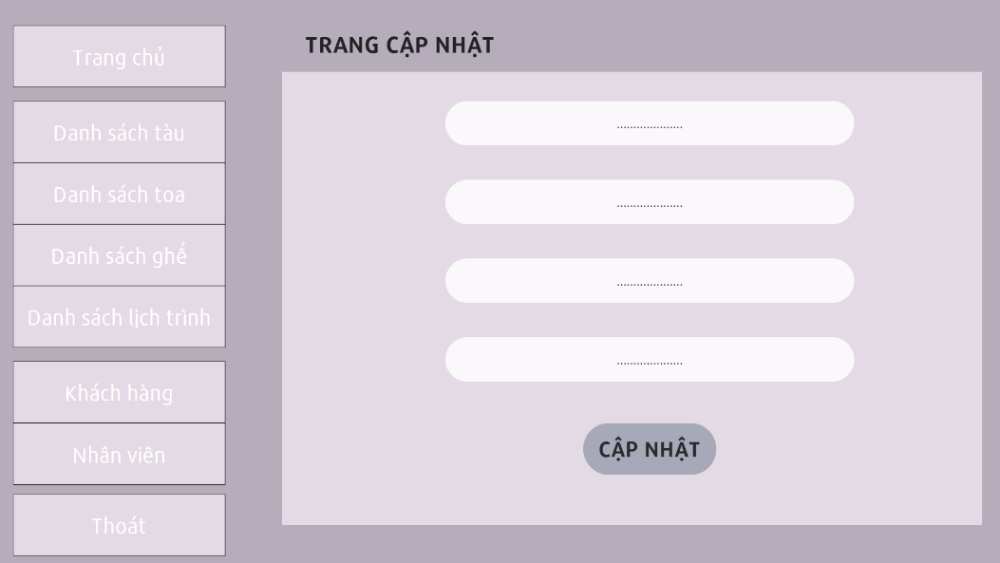 Trang chủ
Danh sách tàu
Danh sách toa
Danh sách ghế
Danh sách lịch trình
Khách hàng
Nhân viên
Thoát
TRANG CẬP NHẬT
....................
....................
....................
....................
CẬP NHẬT